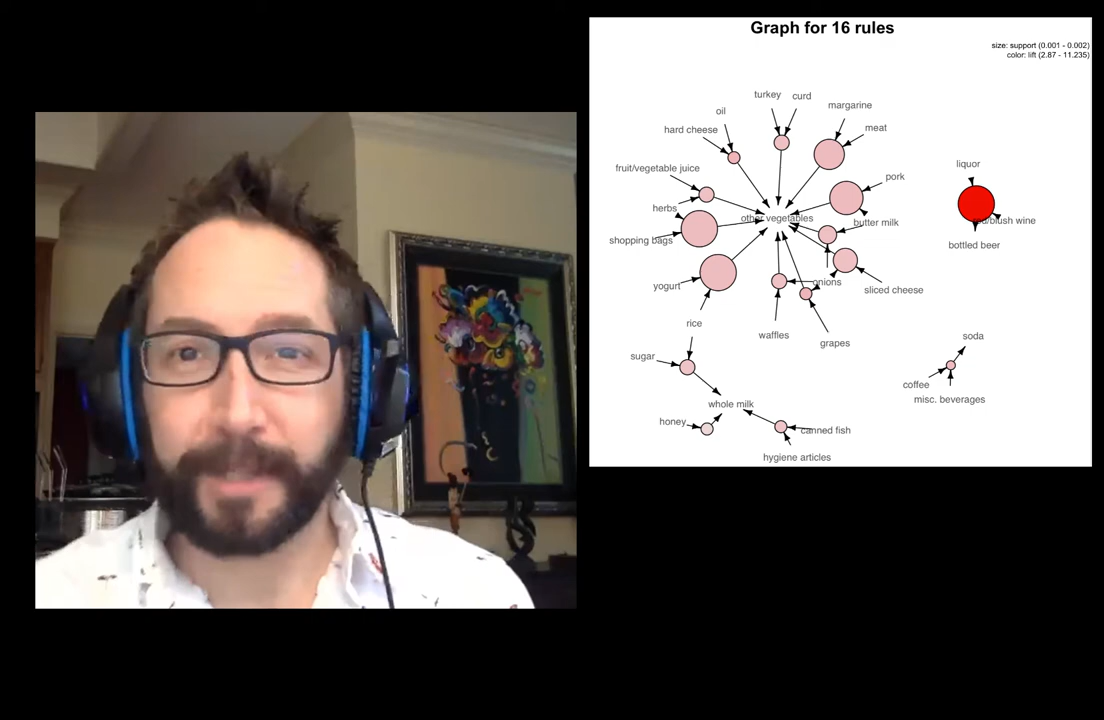 Graph for 16 rules
size: support (0.001 - 0.002)
color: lift (2.87 - 11.235)
turkey
curd
margarine
oil
meat
hard cheese
liquor
fruit/vegetable juice
pork
herbs
other vegetables
butter milk
/blush wine
shopping bags
bottled beer
yogurt
onions
sliced cheese
rice
waffles
grapes
soda
sugar
coffee
misc. beverages
whole milk
honey
canned fish
hygiene articles